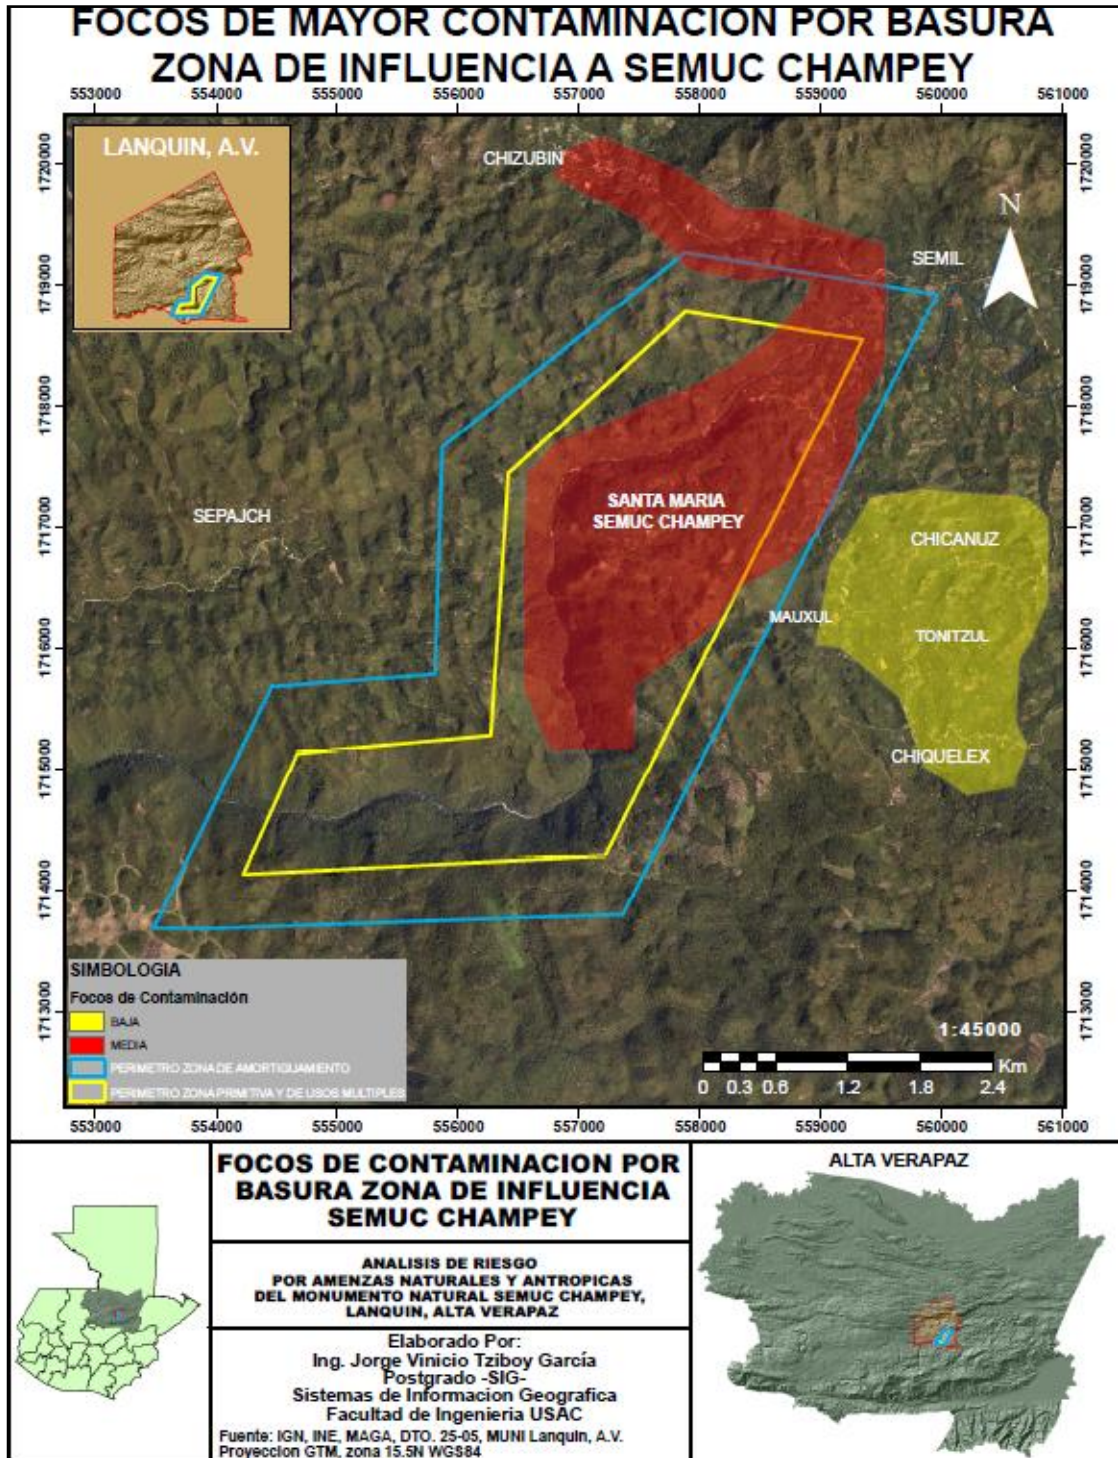 FOCOS DE MAYOR CONTAMINACION POR BASURA
ZONA DE INFLUENCIA A SEMUC CHAMPEY
553000 554000 555000 556000 557000 558000 559000 560000 561000
LANQUIN, A.V.
CHIZUBIN
N
SEMIL
SEPAJCH
SANTA MARIA
SEMUC CHAMPEY
CHICANUZ
MAUXUL
TONITZUL
CHIQUELEX
1720000
1719000
1718000
1717000
1716000
1715000
1714000
1713000
1720000
1719000
1718000
1717000
1716000
1715000
1714000
1713000
SIMBOLOGIA
Focos de Contaminación
BAJA
MEDIA
PERIMETRO ZONA DE AMORTIGUAMIENTO
PERIMETRO ZONA PRIMITIVA Y DE USOS MULTIPLES
1:45000
Km
0 0.3 0.6 1.2 1.8 2.4
553000 554000 555000 556000 557000 558000 559000 560000 561000
FOCOS DE CONTAMINACION POR
BASURA ZONA DE INFLUENCIA
SEMUC CHAMPEY
ANALISIS DE RIESGO
POR AMENZAS NATURALES Y ANTROPICAS
DEL MONUMENTO NATURAL SEMUC CHAMPEY,
LANQUIN, ALTA VERAPAZ
Elaborado Por:
Ing. Jorge Vinicio Tziboy García
Postgrado -SIG-
Sistemas de Informacion Geografica
Facultad de Ingenieria USAC
Fuente: IGN, INE, MAGA, DTO. 25-05, MUNI Lanquin, A.V.
Proyeccion GTM, zona 15.5N WGS84
ALTA VERAPAZ